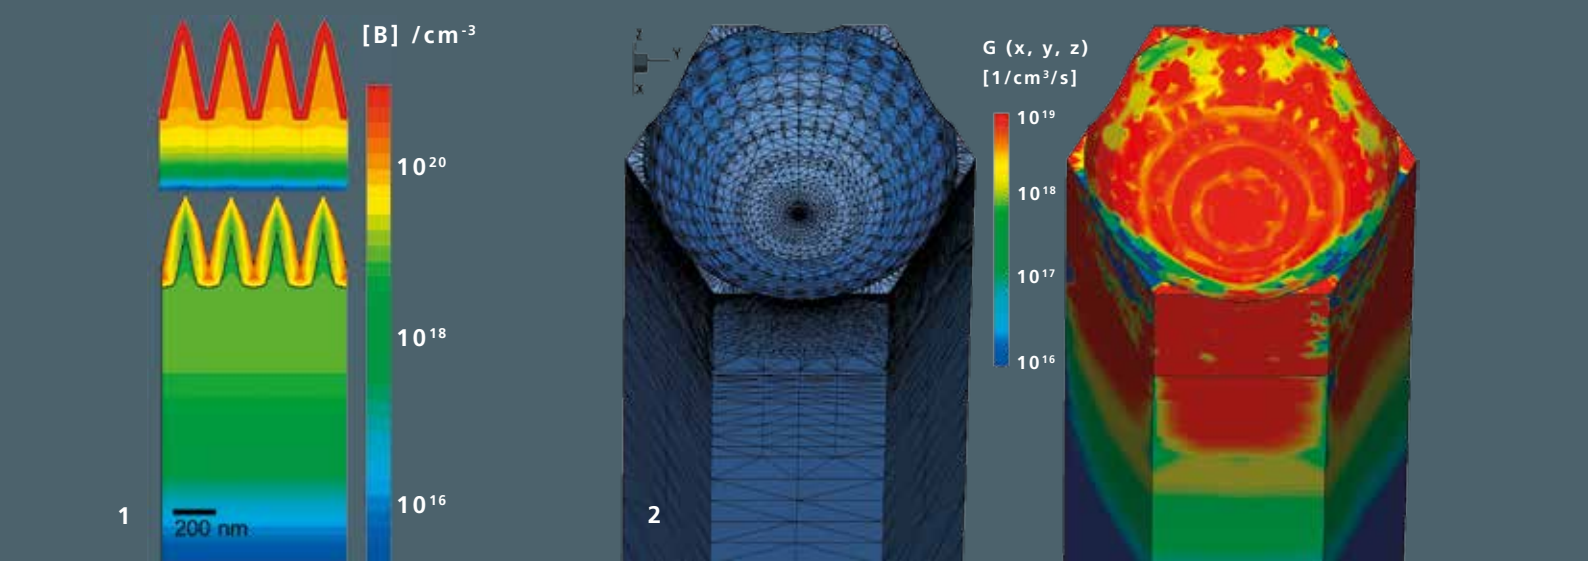 [B] /cm⁻³
10²⁰
10¹⁸
10¹⁶
200 nm
1
Z
Y
X
2
G (x, y, z)
[1/cm³/s]
10¹⁹
10¹⁸
10¹⁷
10¹⁶